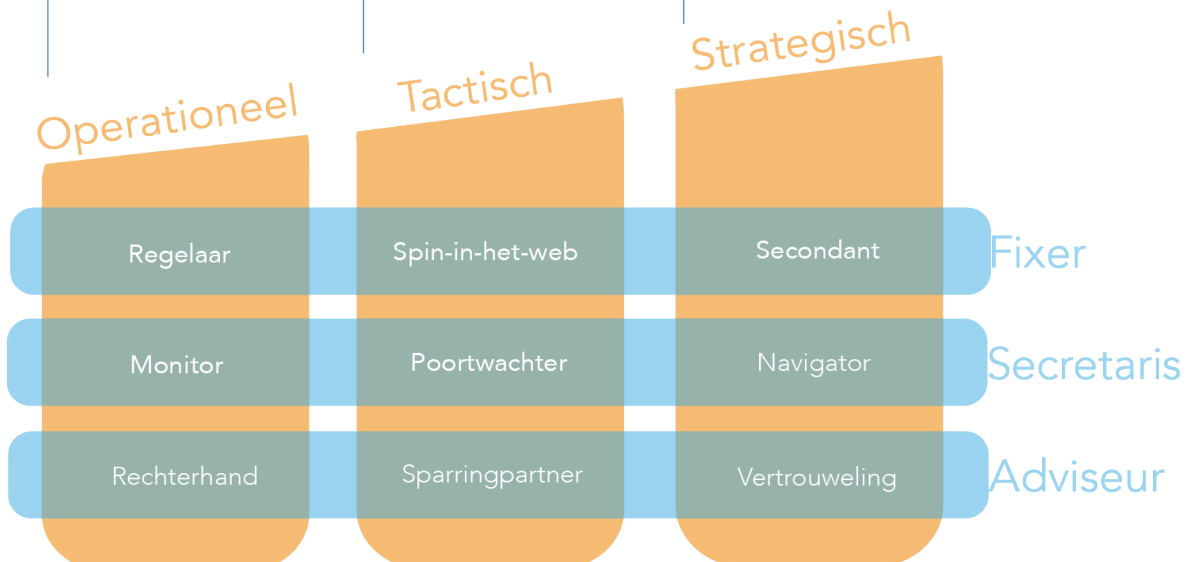 Operationeel
Tactisch
Strategisch
Regelaar
Spin-in-het-web
Secondant
Fixer
Monitor
Poortwachter
Navigator
Secretaris
Rechterhand
Sparringpartner
Vertrouweling
Adviseur